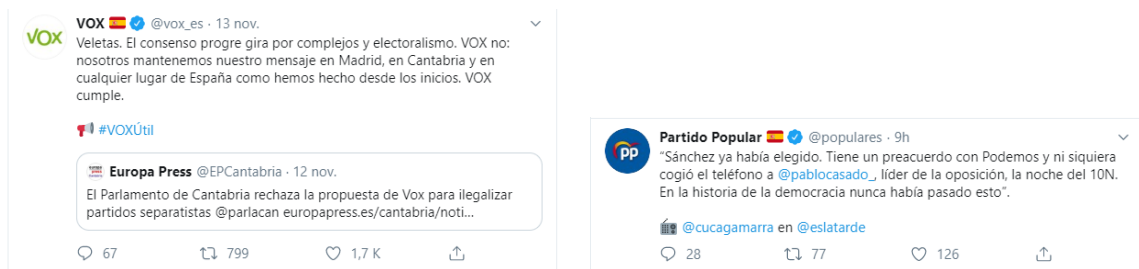 VOX
VOX 🇪🇸 @vox_es · 13 nov.
Veletas. El consenso progre gira por complejos y electoralismo. VOX no:
nosotros mantenemos nuestro mensaje en Madrid, en Cantabria y en
cualquier lugar de España como hemos hecho desde los inicios. VOX
cumple.
📢 #VOXÚtil
Europa Press @EPCantabria · 12 nov.
El Parlamento de Cantabria rechaza la propuesta de Vox para ilegalizar
partidos separatistas @parlacan europapress.es/cantabria/noti…
67 799 1,7 K
PP
Partido Popular 🇪🇸 @populares · 9h
“Sánchez ya había elegido. Tiene un preacuerdo con Podemos y ni siquiera
cogió el teléfono a @pablocasado_, líder de la oposición, la noche del 10N.
En la historia de la democracia nunca había pasado esto”.
📻 @cucagamarra en @eslatarde
28 77 126